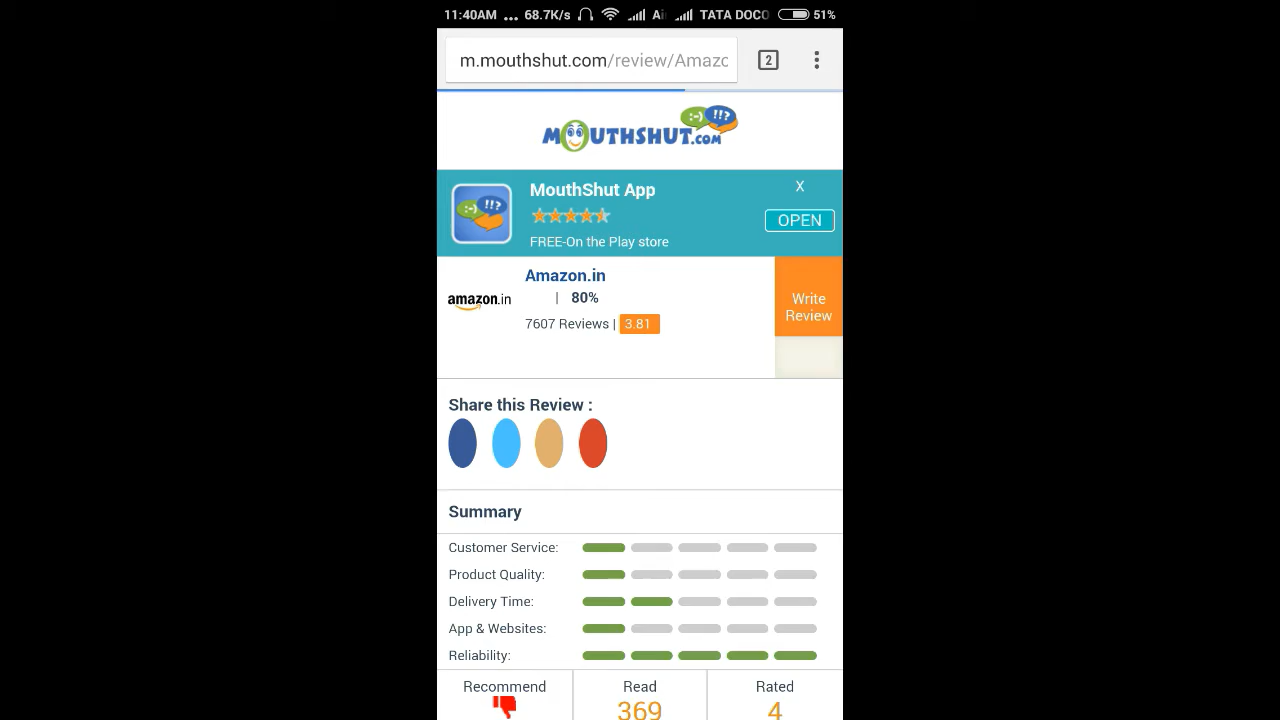 11:40AM ... 68.7K/s Ai TATA DOCO 51%
m.mouthshut.com/review/Amazo
2
:-) !!?
MOUTHSHUT.COM
MouthShut App
X
:-) !!?
OPEN
FREE-On the Play store
Amazon.in
amazon.in
| 80%
Write
Review
7607 Reviews | 3.81
Share this Review :
Summary
Customer Service:
Product Quality:
Delivery Time:
App & Websites:
Reliability:
Recommend Read Rated
369 4